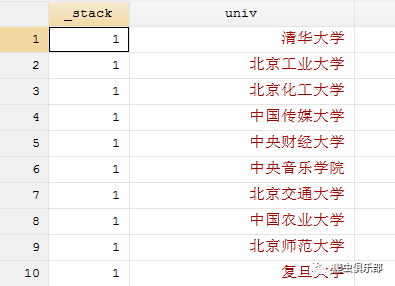 _stack univ
1 1 清华大学
2 1 北京工业大学
3 1 北京化工大学
4 1 中国传媒大学
5 1 中央财经大学
6 1 中央音乐学院
7 1 北京交通大学
8 1 中国农业大学
9 1 北京师范大学
10 1 复旦大学
爬虫俱乐部